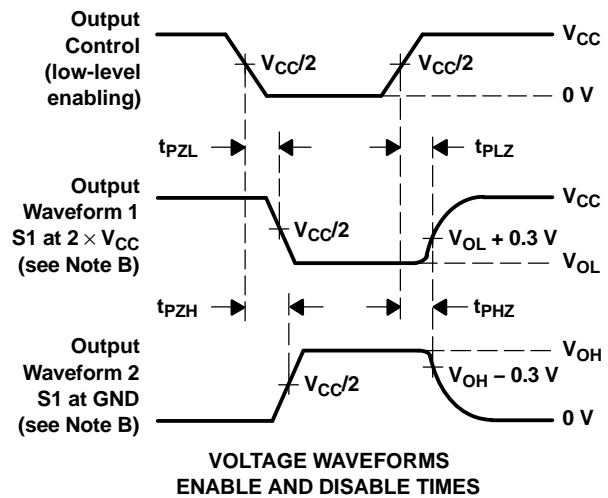 Output
Control
(low-level
enabling)
VCC
VCC/2
VCC/2
0 V
tPZL
tPLZ
Output
Waveform 1
S1 at 2 × VCC
(see Note B)
VCC
VCC/2
VOL + 0.3 V
VOL
tPZH
tPHZ
Output
Waveform 2
S1 at GND
(see Note B)
VOH
VCC/2
VOH − 0.3 V
0 V
VOLTAGE WAVEFORMS
ENABLE AND DISABLE TIMES